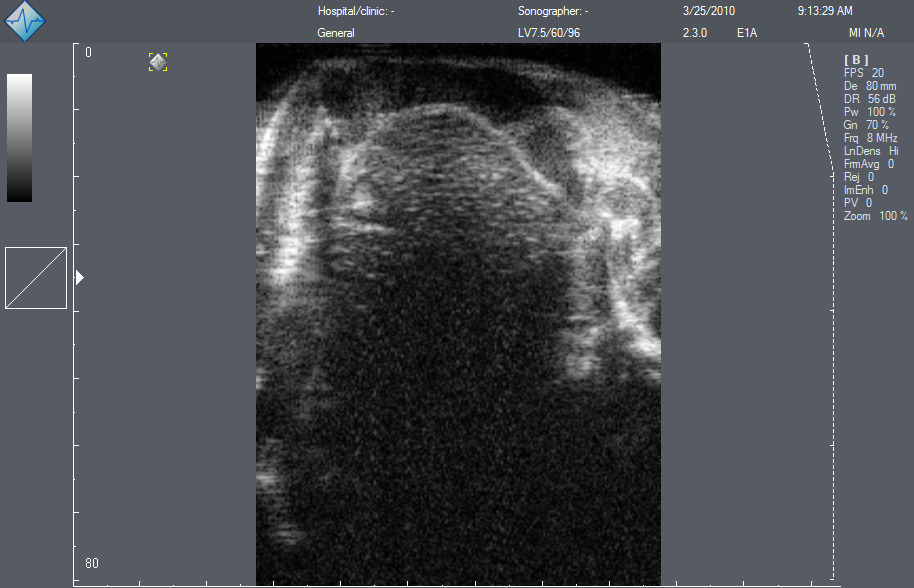 Hospital/clinic: - Sonographer: - 3/25/2010 9:13:29 AM
General LV7.5/60/96 2.3.0 E1A MI N/A
0
[ B ]
FPS 20
De 80 mm
DR 56 dB
Pw 100 %
Gn 70 %
Frq 8 MHz
LnDens Hi
FrmAvg 0
Rej 0
ImEnh 0
PV 0
Zoom 100 %
80